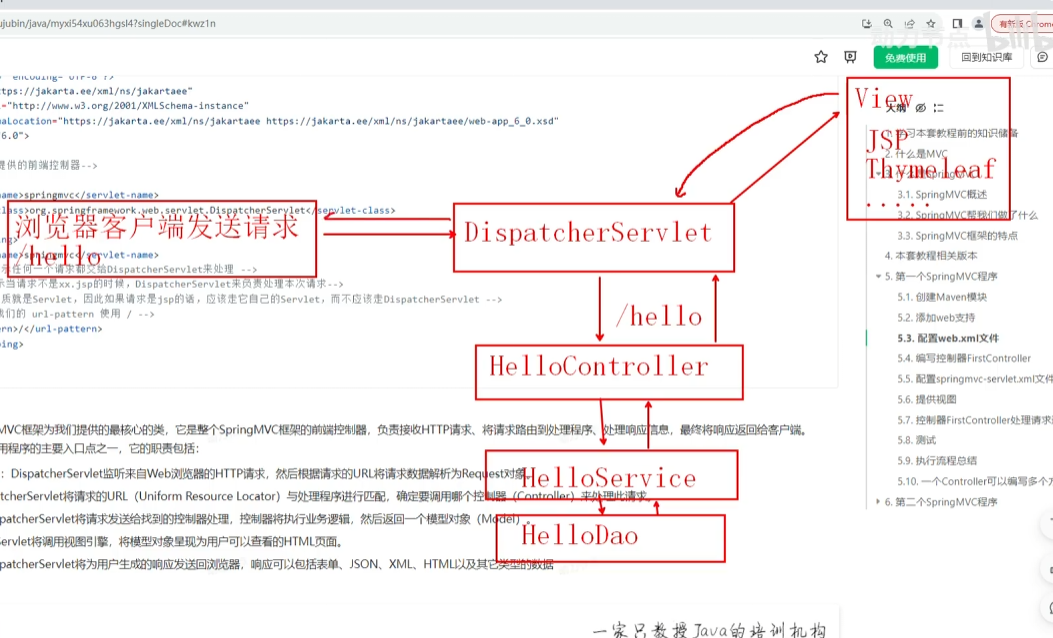 ujubin/java/myxi54xu063hgsl4?singleDoc#kwz1n
有新版 Chrome
动力节点 bilibili
免费使用
回到知识库
encoding="UTF-8"?>
ttps://jakarta.ee/xml/ns/jakartaee"
="http://www.w3.org/2001/XMLSchema-instance"
maLocation="https://jakarta.ee/xml/ns/jakartaee https://jakarta.ee/xml/ns/jakartaee/web-app_6_0.xsd"
6.0">
提供的前端控制器-->
name>springmvc</servlet-name>
class>org.springframework.web.servlet.DispatcherServlet</servlet-class>
name>springmvc</servlet-name>
示任何一个请求都交给DispatcherServlet来处理 -->
示当请求不是xx.jsp的时候，DispatcherServlet来负责处理本次请求-->
质就是Servlet，因此如果请求是jsp的话，应该走它自己的Servlet，而不应该走DispatcherServlet -->
我们的 url-pattern 使用 / -->
ern>/</url-pattern>
ing>
浏览器客户端发送请求
/hello
DispatcherServlet
/hello
HelloController
HelloService
HelloDao
View
JSP
Thymeleaf
......
大纲
1. 学习本套教程前的知识储备
2. 什么是MVC
3.1. SpringMVC概述
3.2. SpringMVC帮我们做了什么
3.3. SpringMVC框架的特点
4. 本套教程相关版本
5. 第一个SpringMVC程序
5.1. 创建Maven模块
5.2. 添加web支持
5.3. 配置web.xml文件
5.4. 编写控制器FirstController
5.5. 配置springmvc-servlet.xml文件
5.6. 提供视图
5.7. 控制器FirstController处理请求返
5.8. 测试
5.9. 执行流程总结
5.10. 一个Controller可以编写多个方
6. 第二个SpringMVC程序
MVC框架为我们提供的最核心的类，它是整个SpringMVC框架的前端控制器，负责接收HTTP请求、将请求路由到处理程序、处理响应信息，最终将响应返回给客户端。
用程序的主要入口点之一，它的职责包括：
：DispatcherServlet监听来自Web浏览器的HTTP请求，然后根据请求的URL将请求数据解析为Request对象。
tcherServlet将请求的URL（Uniform Resource Locator）与处理程序进行匹配，确定要调用哪个控制器（Controller）来处理此请求。
patcherServlet将请求发送给找到的控制器处理，控制器将执行业务逻辑，然后返回一个模型对象（Model）。
Servlet将调用视图引擎，将模型对象呈现为用户可以查看的HTML页面。
patcherServlet将为用户生成的响应发送回浏览器，响应可以包括表单、JSON、XML、HTML以及其它类型的数据
一家只教授Java的培训机构